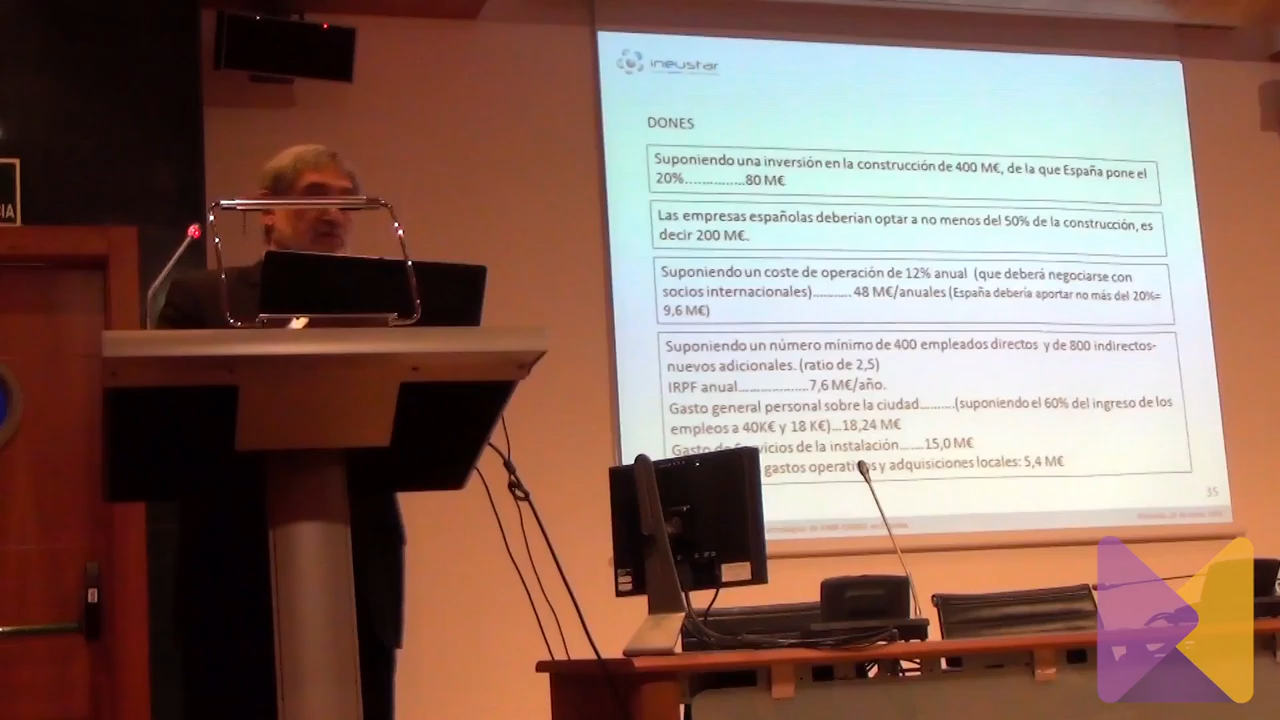 ineustar
DONES
Suponiendo una inversión en la construcción de 400 M€, de la que España pone el
20%...............80 M€
Las empresas españolas deberian optar a no menos del 50% de la construcción, es
decir 200 M€.
Suponiendo un coste de operación de 12% anual (que deberá negociarse con
socios internacionales)........... 48 M€/anuales (España debería aportar no más del 20%=
9,6 M€)
Suponiendo un número mínimo de 400 empleados directos y de 800 indirectos-
nuevos adicionales. (ratio de 2,5)
IRPF anual....................7,6 M€/año.
Gasto general personal sobre la ciudad..........(suponiendo el 60% del ingreso de los
empleos a 40K€ y 18 K€)...18,24 M€
Gasto de Servicios de la instalación.......15,0 M€
gastos operativos y adquisiciones locales: 5,4 M€
35